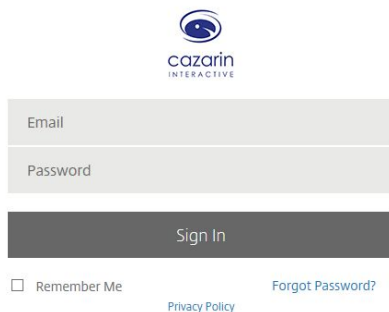 cazarin
INTERACTIVE
Email
Password
Sign In
Remember Me
Forgot Password?
Privacy Policy